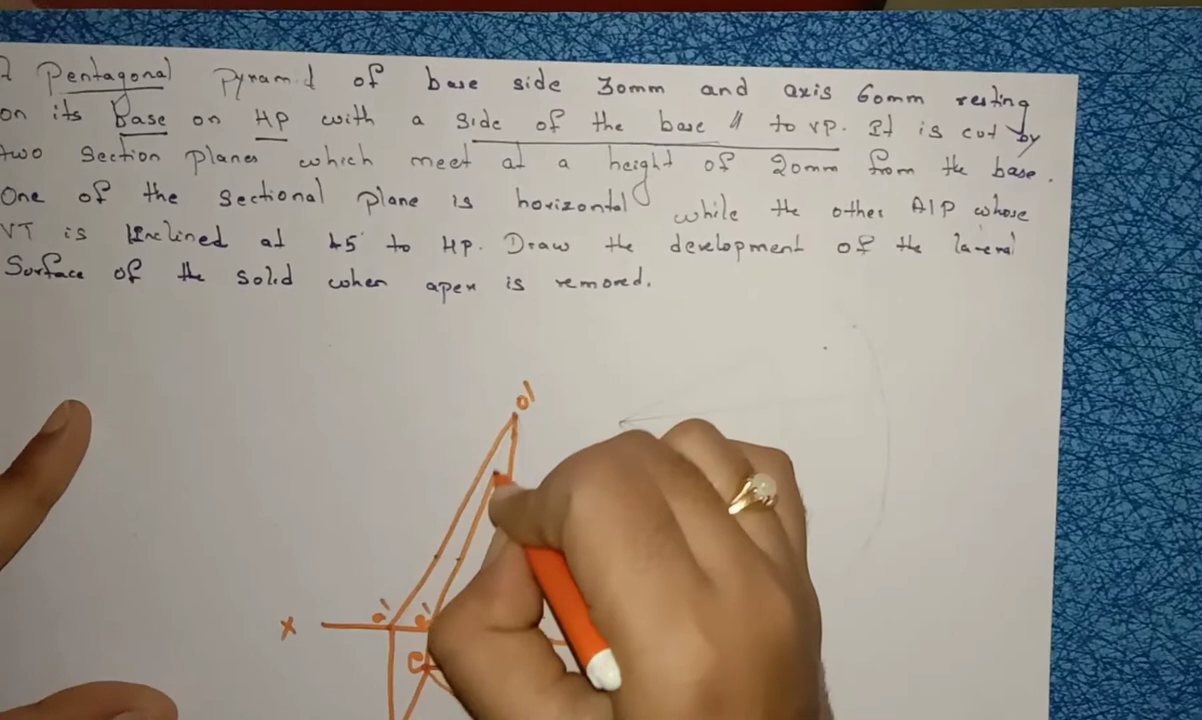 Pentagonal Pyramid of base side 30mm and axis 60mm resting
on its Base on HP with a side of the base // to VP. It is cut by
two Section planes which meet at a height of 20mm from the base.
One of the sectional plane is horizontal while the other AIP whose
VT is Inclined at 45° to HP. Draw the development of the lateral
Surface of the solid when apex is removed.
o'
a' e'
X
e